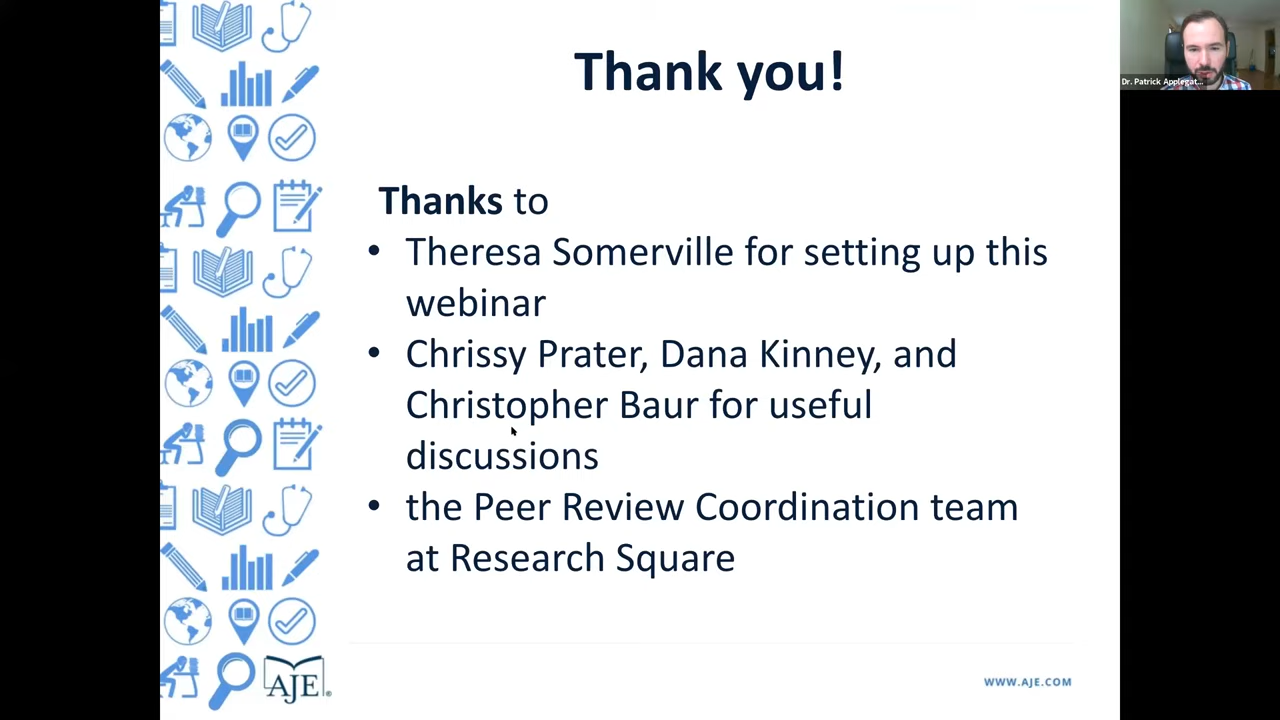 Thank you!
Dr. Patrick Applegat...
Thanks to
• Theresa Somerville for setting up this
webinar
• Chrissy Prater, Dana Kinney, and
Christopher Baur for useful
discussions
• the Peer Review Coordination team
at Research Square
AJE®
WWW.AJE.COM